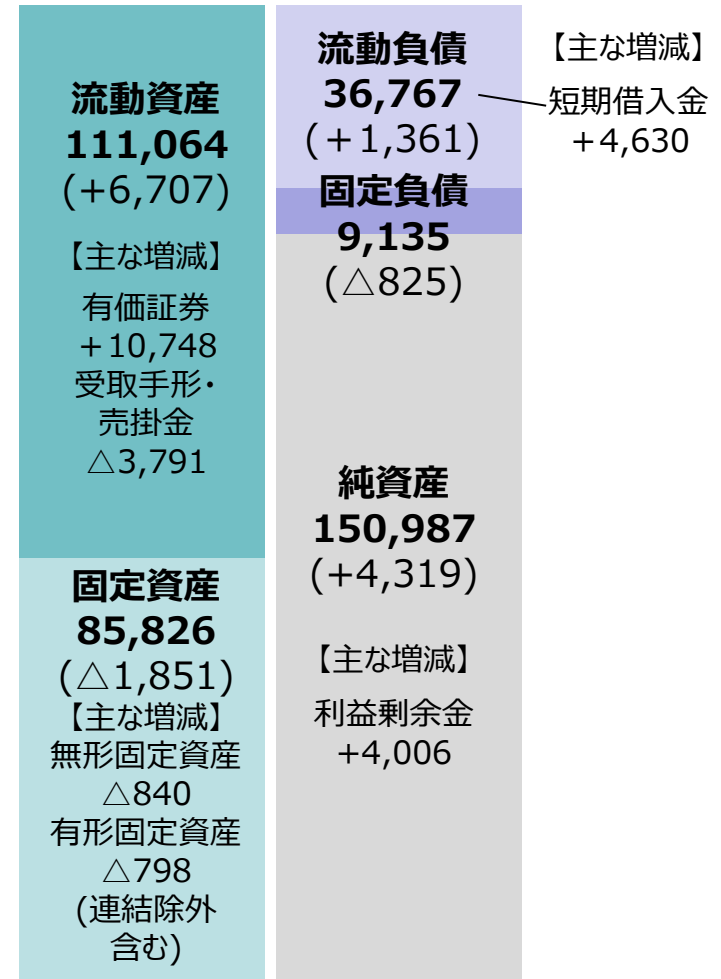 流動資産
111,064
(+6,707)
【主な増減】
有価証券
＋10,748
受取手形・
売掛金
△3,791
固定資産
85,826
(△1,851)
【主な増減】
無形固定資産
△840
有形固定資産
△798
(連結除外
含む)
流動負債
36,767
(＋1,361)
【主な増減】
短期借入金
＋4,630
固定負債
9,135
(△825)
純資産
150,987
(+4,319)
【主な増減】
利益剰余金
+4,006